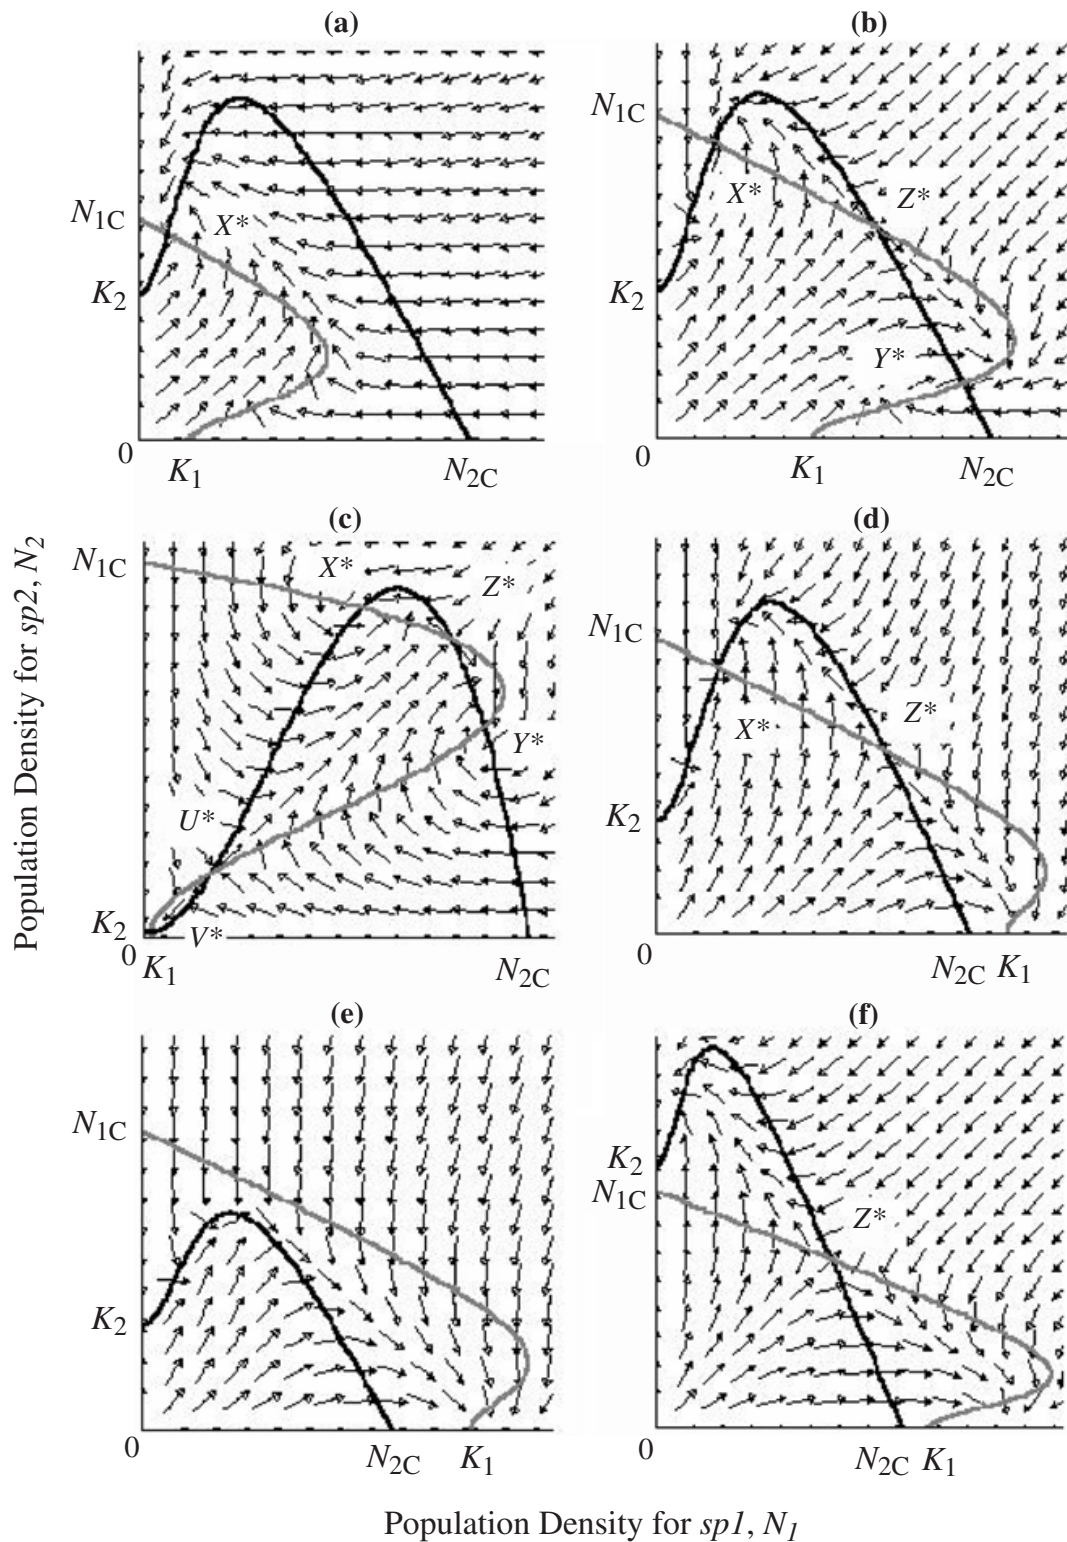 (a)
N1C
X*
K2
0
K1
N2C
(b)
N1C
X*
Z*
K2
Y*
0
K1
N2C
Population Density for sp2, N2
(c)
N1C
X*
Z*
Y*
U*
K2
V*
0
K1
N2C
(d)
N1C
X*
Z*
K2
0
N2C K1
(e)
N1C
K2
0
N2C
K1
(f)
K2
N1C
Z*
0
N2C K1
Population Density for sp1, N1